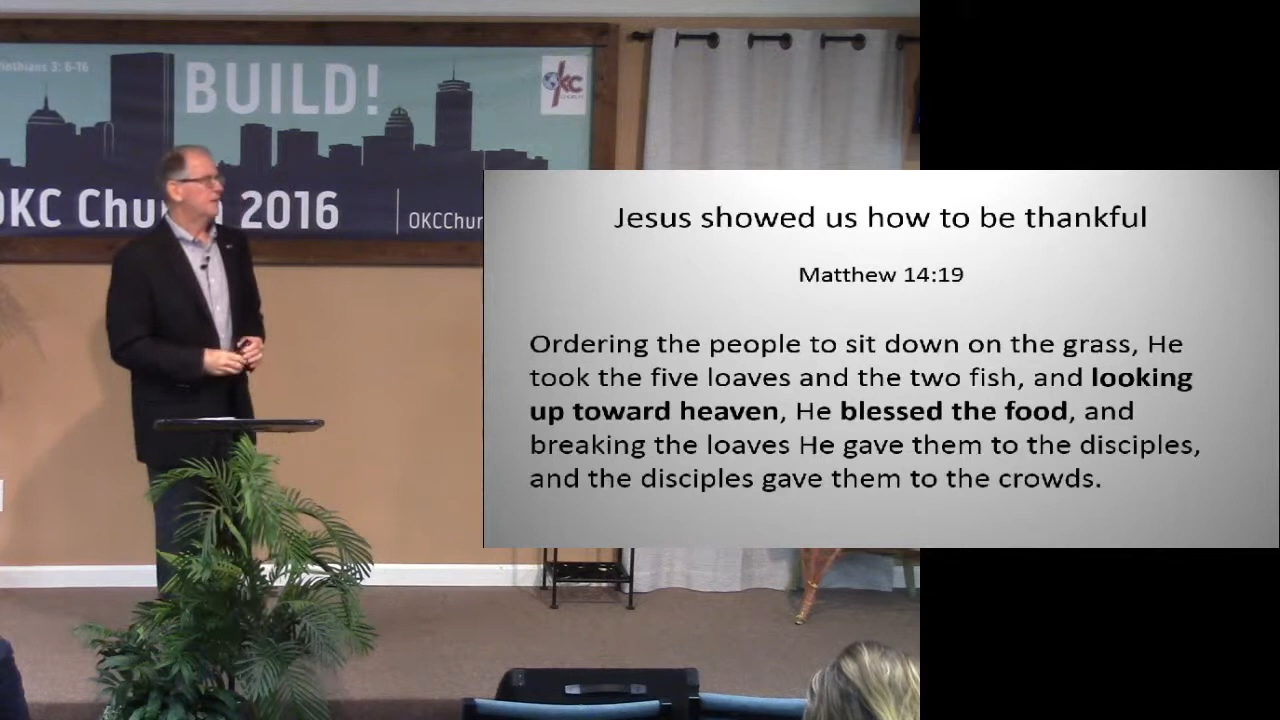 BUILD!
KC
CHURCH
OKC Church 2016
Jesus showed us how to be thankful
Matthew 14:19
Ordering the people to sit down on the grass, He
took the five loaves and the two fish, and looking
up toward heaven, He blessed the food, and
breaking the loaves He gave them to the disciples,
and the disciples gave them to the crowds.